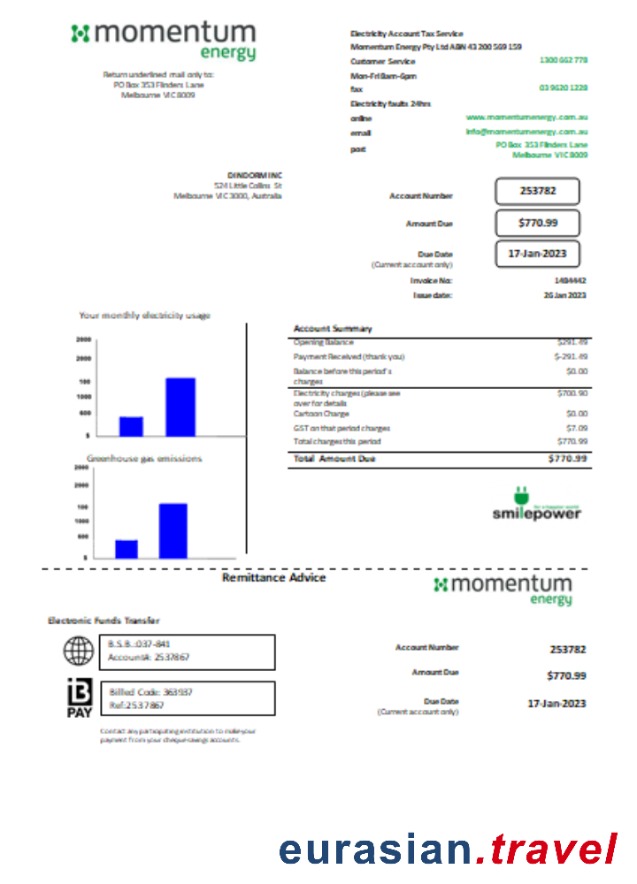 momentum
energy
Return underlined mail only to:
PO Box 353 Flinders Lane
Melbourne VIC 8009
Electricity Account Tax Service
Momentum Energy Pty Ltd ABN 43 200 569 159
Customer Service 1300 662 778
Mon-Fri 8am-6pm
fax 03 9620 1228
Electricity faults 24hrs
online www.momentumenergy.com.au
email info@momentumenergy.com.au
post PO Box 353 Flinders Lane
Melbourne VIC 8009
DINDORM INC
524 Little Collins St
Melbourne VIC 3000, Australia
Account Number 253782
Amount Due $770.99
Due Date 17-Jan-2023
(Current account only)
Invoice No: 1484442
Issue date: 26 Jan 2023
Your monthly electricity usage
2000
2000
100
1000
600
$
Account Summary
Opening Balance $291.49
Payment Received (thank you) $-291.49
Balance before this period's $0.00
charges
Electricity charges (please see $700.90
over for details
Cartoon Charge $0.00
GST on that period charges $7.09
Total charges this period $770.99
Total Amount Due $770.99
Greenhouse gas emissions
2000
2000
100
1000
600
$
smilepower
Remittance Advice
momentum
energy
Electronic Funds Transfer
B.S.B.:037-841
Account#: 2537867
B
PAY
Billed Code: 363937
Ref:2537867
Contact any participating institution to make your
payment from your cheque savings accounts.
Account Number 253782
Amount Due $770.99
Due Date 17-Jan-2023
(Current account only)
eurasian.travel